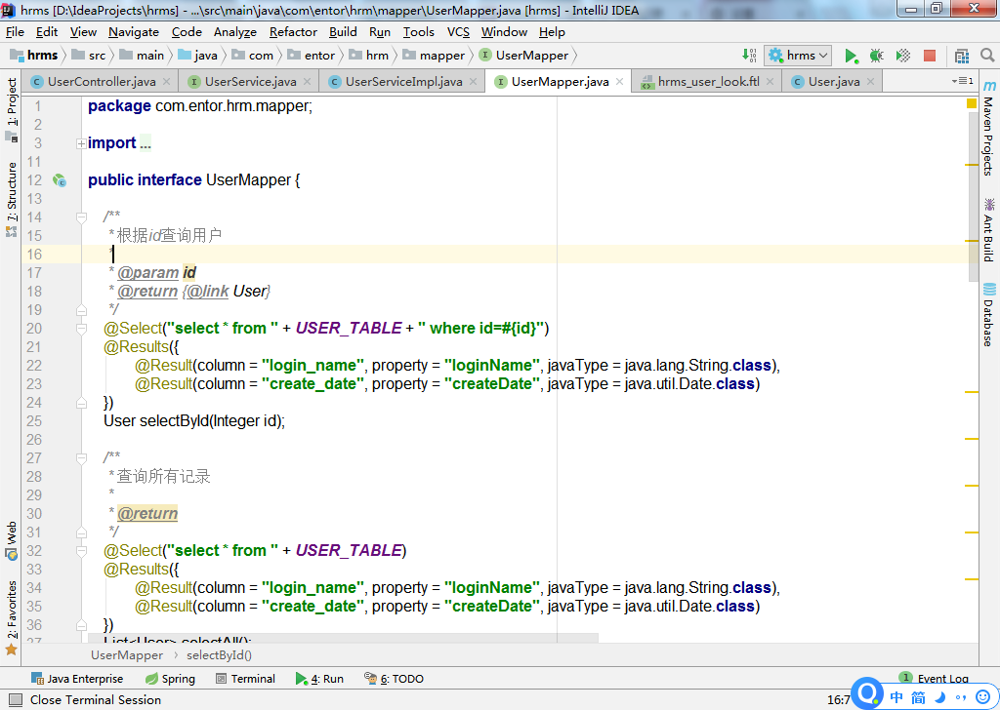 hrms [D:\IdeaProjects\hrms] - ...\src\main\java\com\entor\hrm\mapper\UserMapper.java [hrms] - IntelliJ IDEA
File Edit View Navigate Code Analyze Refactor Build Run Tools VCS Window Help
hrms src main java com entor hrm mapper UserMapper hrms
UserController.java UserService.java UserServiceImpl.java UserMapper.java hrms_user_look.ftl User.java
1 package com.entor.hrm.mapper;
2
3 import ...
11
12 public interface UserMapper {
13
14 /**
15 * 根据id查询用户
16 *
17 * @param id
18 * @return {@link User}
19 */
20 @Select("select * from " + USER_TABLE + " where id=#{id}")
21 @Results({
22 @Result(column = "login_name", property = "loginName", javaType = java.lang.String.class),
23 @Result(column = "create_date", property = "createDate", javaType = java.util.Date.class)
24 })
25 User selectById(Integer id);
26
27 /**
28 * 查询所有记录
29 *
30 * @return
31 */
32 @Select("select * from " + USER_TABLE)
33 @Results({
34 @Result(column = "login_name", property = "loginName", javaType = java.lang.String.class),
35 @Result(column = "create_date", property = "createDate", javaType = java.util.Date.class)
36 })
37 List<User> selectAll();
UserMapper selectById()
1: Project
7: Structure
Web
2: Favorites
Maven Projects
Ant Build
Database
Java Enterprise Spring Terminal 4: Run 6: TODO 1 Event Log
Close Terminal Session 16:7 中 简